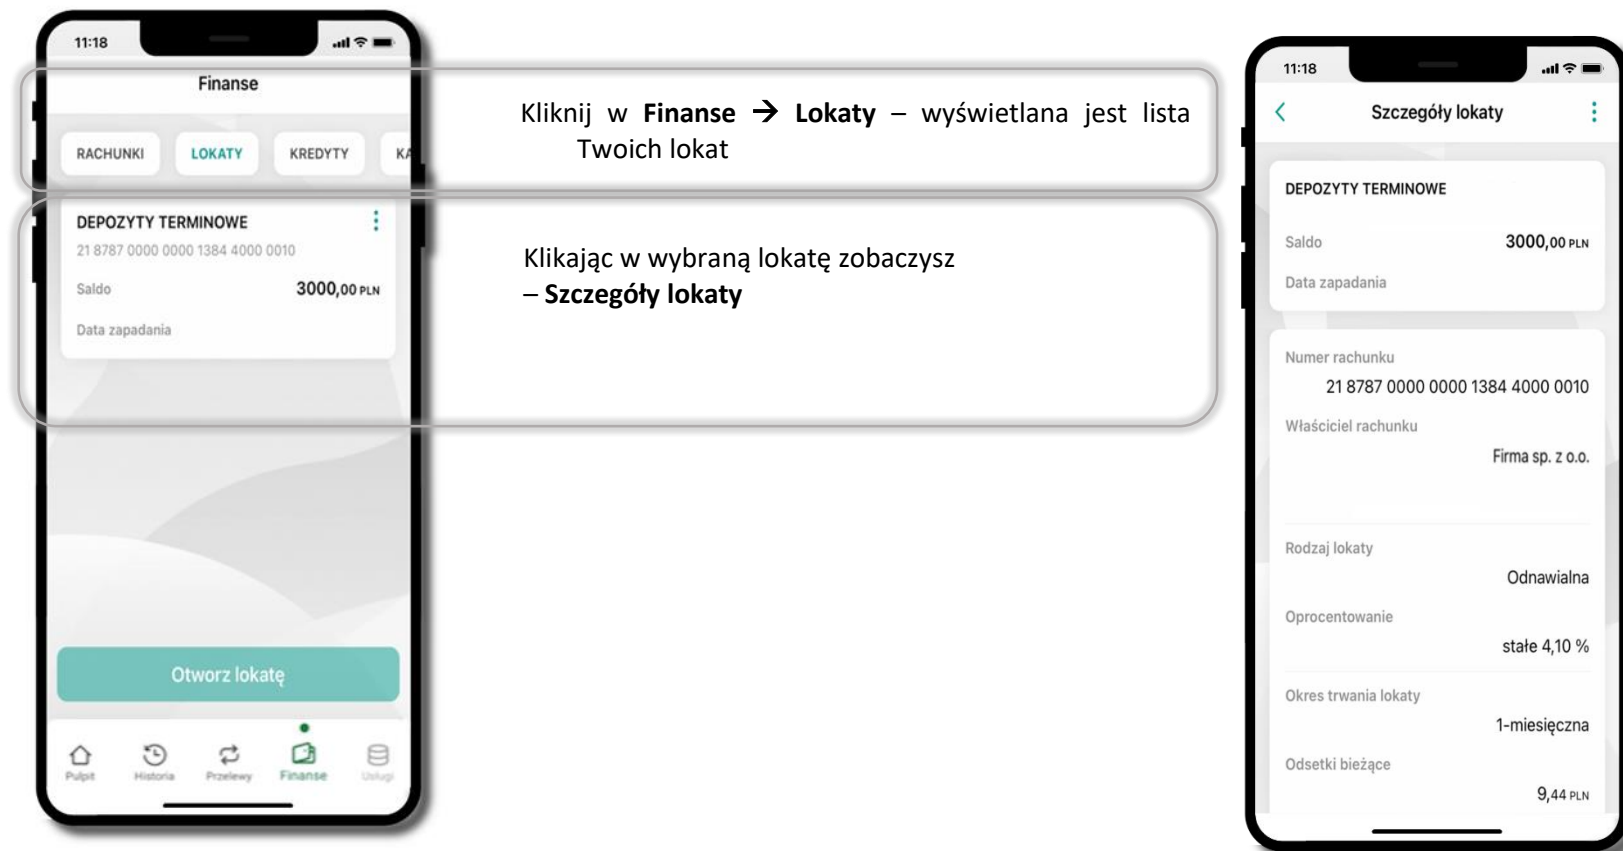 11:18
Finanse
RACHUNKI LOKATY KREDYTY KA
DEPOZYTY TERMINOWE
21 8787 0000 0000 1384 4000 0010
Saldo 3000,00 PLN
Data zapadania
Otworz lokatę
Pulpit Historia Przelewy Finanse Usługi
Kliknij w Finanse → Lokaty – wyświetlana jest lista
Twoich lokat
Klikając w wybraną lokatę zobaczysz
– Szczegóły lokaty
11:18
Szczegóły lokaty
DEPOZYTY TERMINOWE
Saldo 3000,00 PLN
Data zapadania
Numer rachunku
21 8787 0000 0000 1384 4000 0010
Właściciel rachunku
Firma sp. z o.o.
Rodzaj lokaty
Odnawialna
Oprocentowanie
stałe 4,10 %
Okres trwania lokaty
1-miesięczna
Odsetki bieżące
9,44 PLN